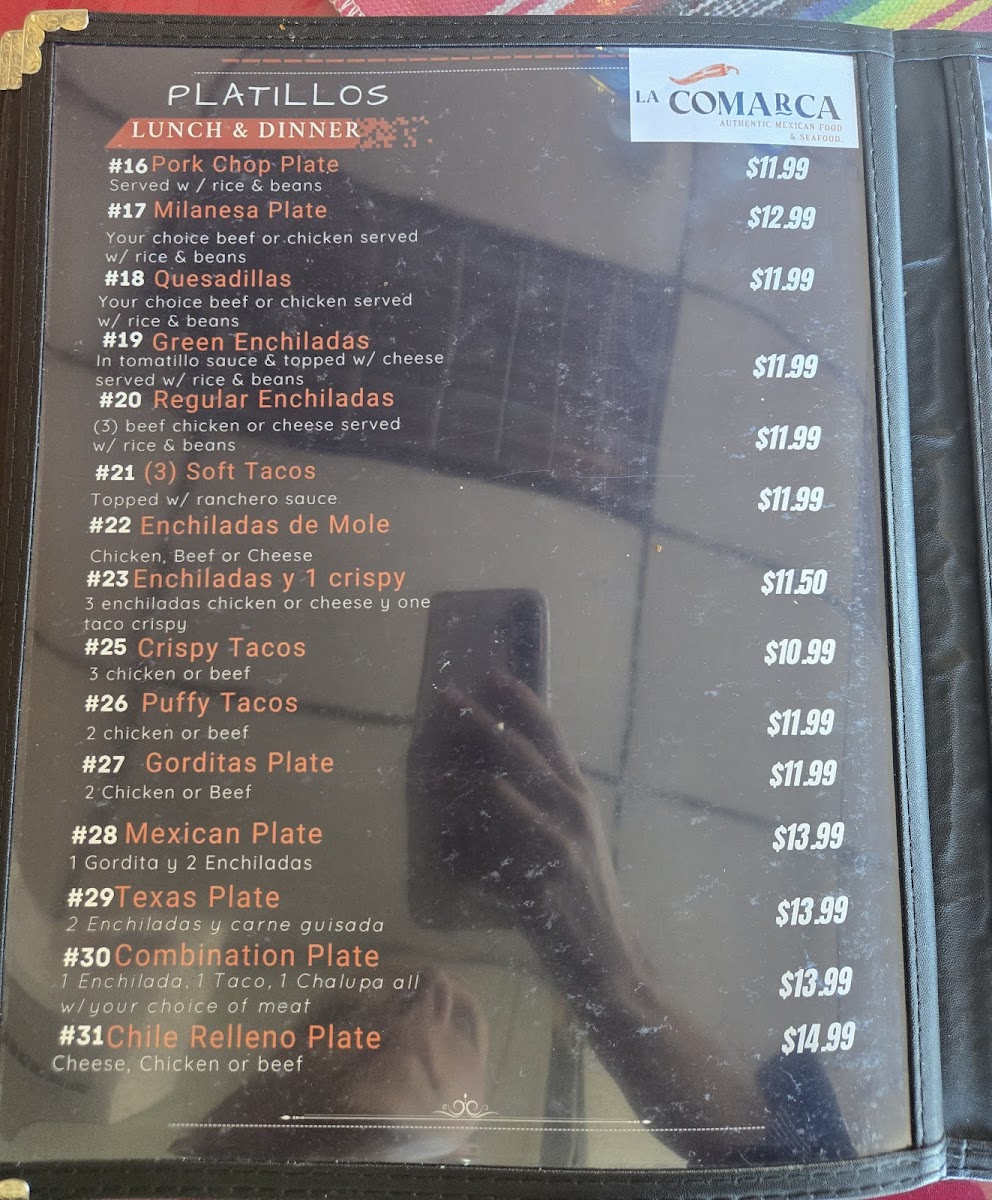 PLATILLOS
LUNCH & DINNER
LA COMARCA
AUTHENTIC MEXICAN FOOD
& SEAFOOD
#16 Pork Chop Plate $11.99
Served w / rice & beans
#17 Milanesa Plate $12.99
Your choice beef or chicken served
w/ rice & beans
#18 Quesadillas $11.99
Your choice beef or chicken served
w/ rice & beans
#19 Green Enchiladas
In tomatillo sauce & topped w/ cheese $11.99
served w/ rice & beans
#20 Regular Enchiladas
(3) beef chicken or cheese served $11.99
w/ rice & beans
#21 (3) Soft Tacos
Topped w/ ranchero sauce $11.99
#22 Enchiladas de Mole
Chicken, Beef or Cheese
#23 Enchiladas y 1 crispy $11.50
3 enchiladas chicken or cheese y one
taco crispy
#25 Crispy Tacos $10.99
3 chicken or beef
#26 Puffy Tacos $11.99
2 chicken or beef
#27 Gorditas Plate $11.99
2 Chicken or Beef
#28 Mexican Plate $13.99
1 Gordita y 2 Enchiladas
#29 Texas Plate $13.99
2 Enchiladas y carne guisada
#30 Combination Plate $13.99
1 Enchilada, 1 Taco, 1 Chalupa all
w/your choice of meat
#31 Chile Relleno Plate $14.99
Cheese, Chicken or beef